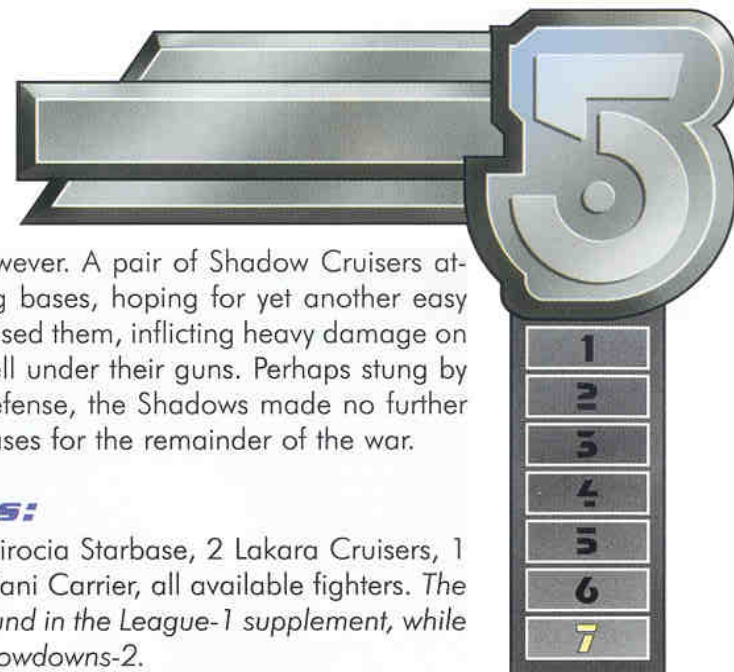 5
wever. A pair of Shadow Cruisers at-
g bases, hoping for yet another easy
sed them, inflicting heavy damage on
ell under their guns. Perhaps stung by
efense, the Shadows made no further
ases for the remainder of the war.
s:
irocia Starbase, 2 Lakara Cruisers, 1
ani Carrier, all available fighters. The
und in the League-1 supplement, while
owdowns-2.
1
2
3
4
5
6
7